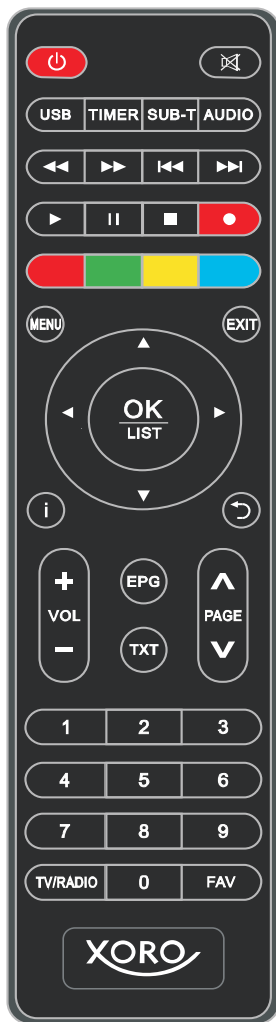 USB TIMER SUB-T AUDIO
MENU EXIT
OK
LIST
i
+ EPG
VOL PAGE
− TXT
1 2 3
4 5 6
7 8 9
TV/RADIO 0 FAV
XORO